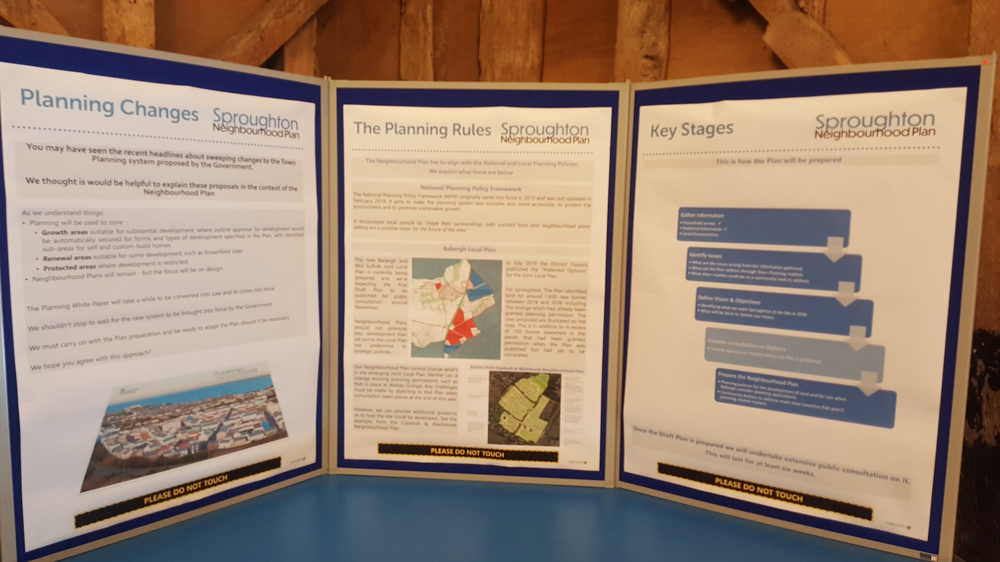 Planning Changes
Sproughton
Neighbourhood Plan
You may have seen the recent headlines about sweeping changes to the Town
Planning system proposed by the Government.
We thought is would be helpful to explain these proposals in the context of the
Neighbourhood Plan
As we understand things:
• Planning will be used to zone -
• Growth areas suitable for substantial development, where outline approval for development would
be automatically secured for forms and types of development specified in the Plan, with identified
sub-areas for self and custom-build homes
• Renewal areas suitable for some development, such as brownfield sites
• Protected areas where development is restricted.
• Neighbourhood Plans will remain - but the focus will be on design
The Planning White Paper will take a while to be converted into Law and to come into force
We shouldn't stop to wait for the new system to be brought into force by the Government
We must carry on with the Plan preparation and be ready to adapt the Plan should it be necessary.
We hope you agree with this approach?
PLANNING
FUTURE
PLEASE DO NOT TOUCH
The Planning Rules
Sproughton
Neighbourhood Plan
The Neighbourhood Plan has to align with the National and Local Planning Policies.
We explain what these are below
National Planning Policy Framework
The National Planning Policy Framework (NPPF) originally came into force in 2012 and was last updated in
February 2019. It aims to make the planning system less complex and more accessible, to protect the
environment and to promote sustainable growth.
It encourages local people to "shape their surroundings, with succinct local and neighbourhood plans
setting out a positive vision for the future of the area."
Babergh Local Plan
The new Babergh and
Mid Suffolk Joint Local
Plan is currently being
prepared and we're
expecting the final
Draft Plan to be
published for public
consultation around
November.
Neighbourhood Plans
should not promote
less development than
set out in the Local Plan
nor undermine its
strategic policies.
In July 2019 the District Council
published the "Preferred Options"
for the Joint Local Plan.
For Sproughton, The Plan identified
land for around 1,650 new homes
between 2018 and 2036 including
The Grange which had already been
granted planning permission. The
sites proposed are illustrated on the
map. This is in addition to in excess
of 150 homes elsewhere in the
parish that had been granted
permission when the Plan was
published but had yet to be
completed.
Our Neighbourhood Plan cannot change what's
in the emerging Joint Local Plan. Neither can it
change existing planning permissions, such as
that in place at Wolsey Grange. Any challenges
must be made by objecting to that Plan when
consultation takes places at the end of this year.
However, we can provide additional guidance
as to how the site could be developed. See the
example from the Copdock & Washbrook
Neighbourhood Plan
Extract from Copdock & Washbrook Neighbourhood Plan
PLEASE DO NOT TOUCH
Key Stages
Sproughton
Neighbourhood Plan
This is how the Plan will be prepared
Gather Information
• Household Survey ✓
• Statistical Information ✓
• Local Characteristics
Identify Issues
• What are the issues arising from the information gathered
• What can the Plan address through Town Planning matters
• What other matters could we as a community seek to address
Define Vision & Objectives
• Identifying what we want Sproughton to be like in 2036
• What will be done to deliver our Vision
Possible consultation on Options
• Seeking opinions on matters before the Plan is produced
Prepare the Neighbourhood Plan
• Planning policies for the development of land and for use when
Babergh consider planning applications
• Community Actions to address more local concerns that aren't
planning related matters
Once the Draft Plan is prepared we will undertake extensive public consultation on it.
This will last for at least six weeks.
PLEASE DO NOT TOUCH